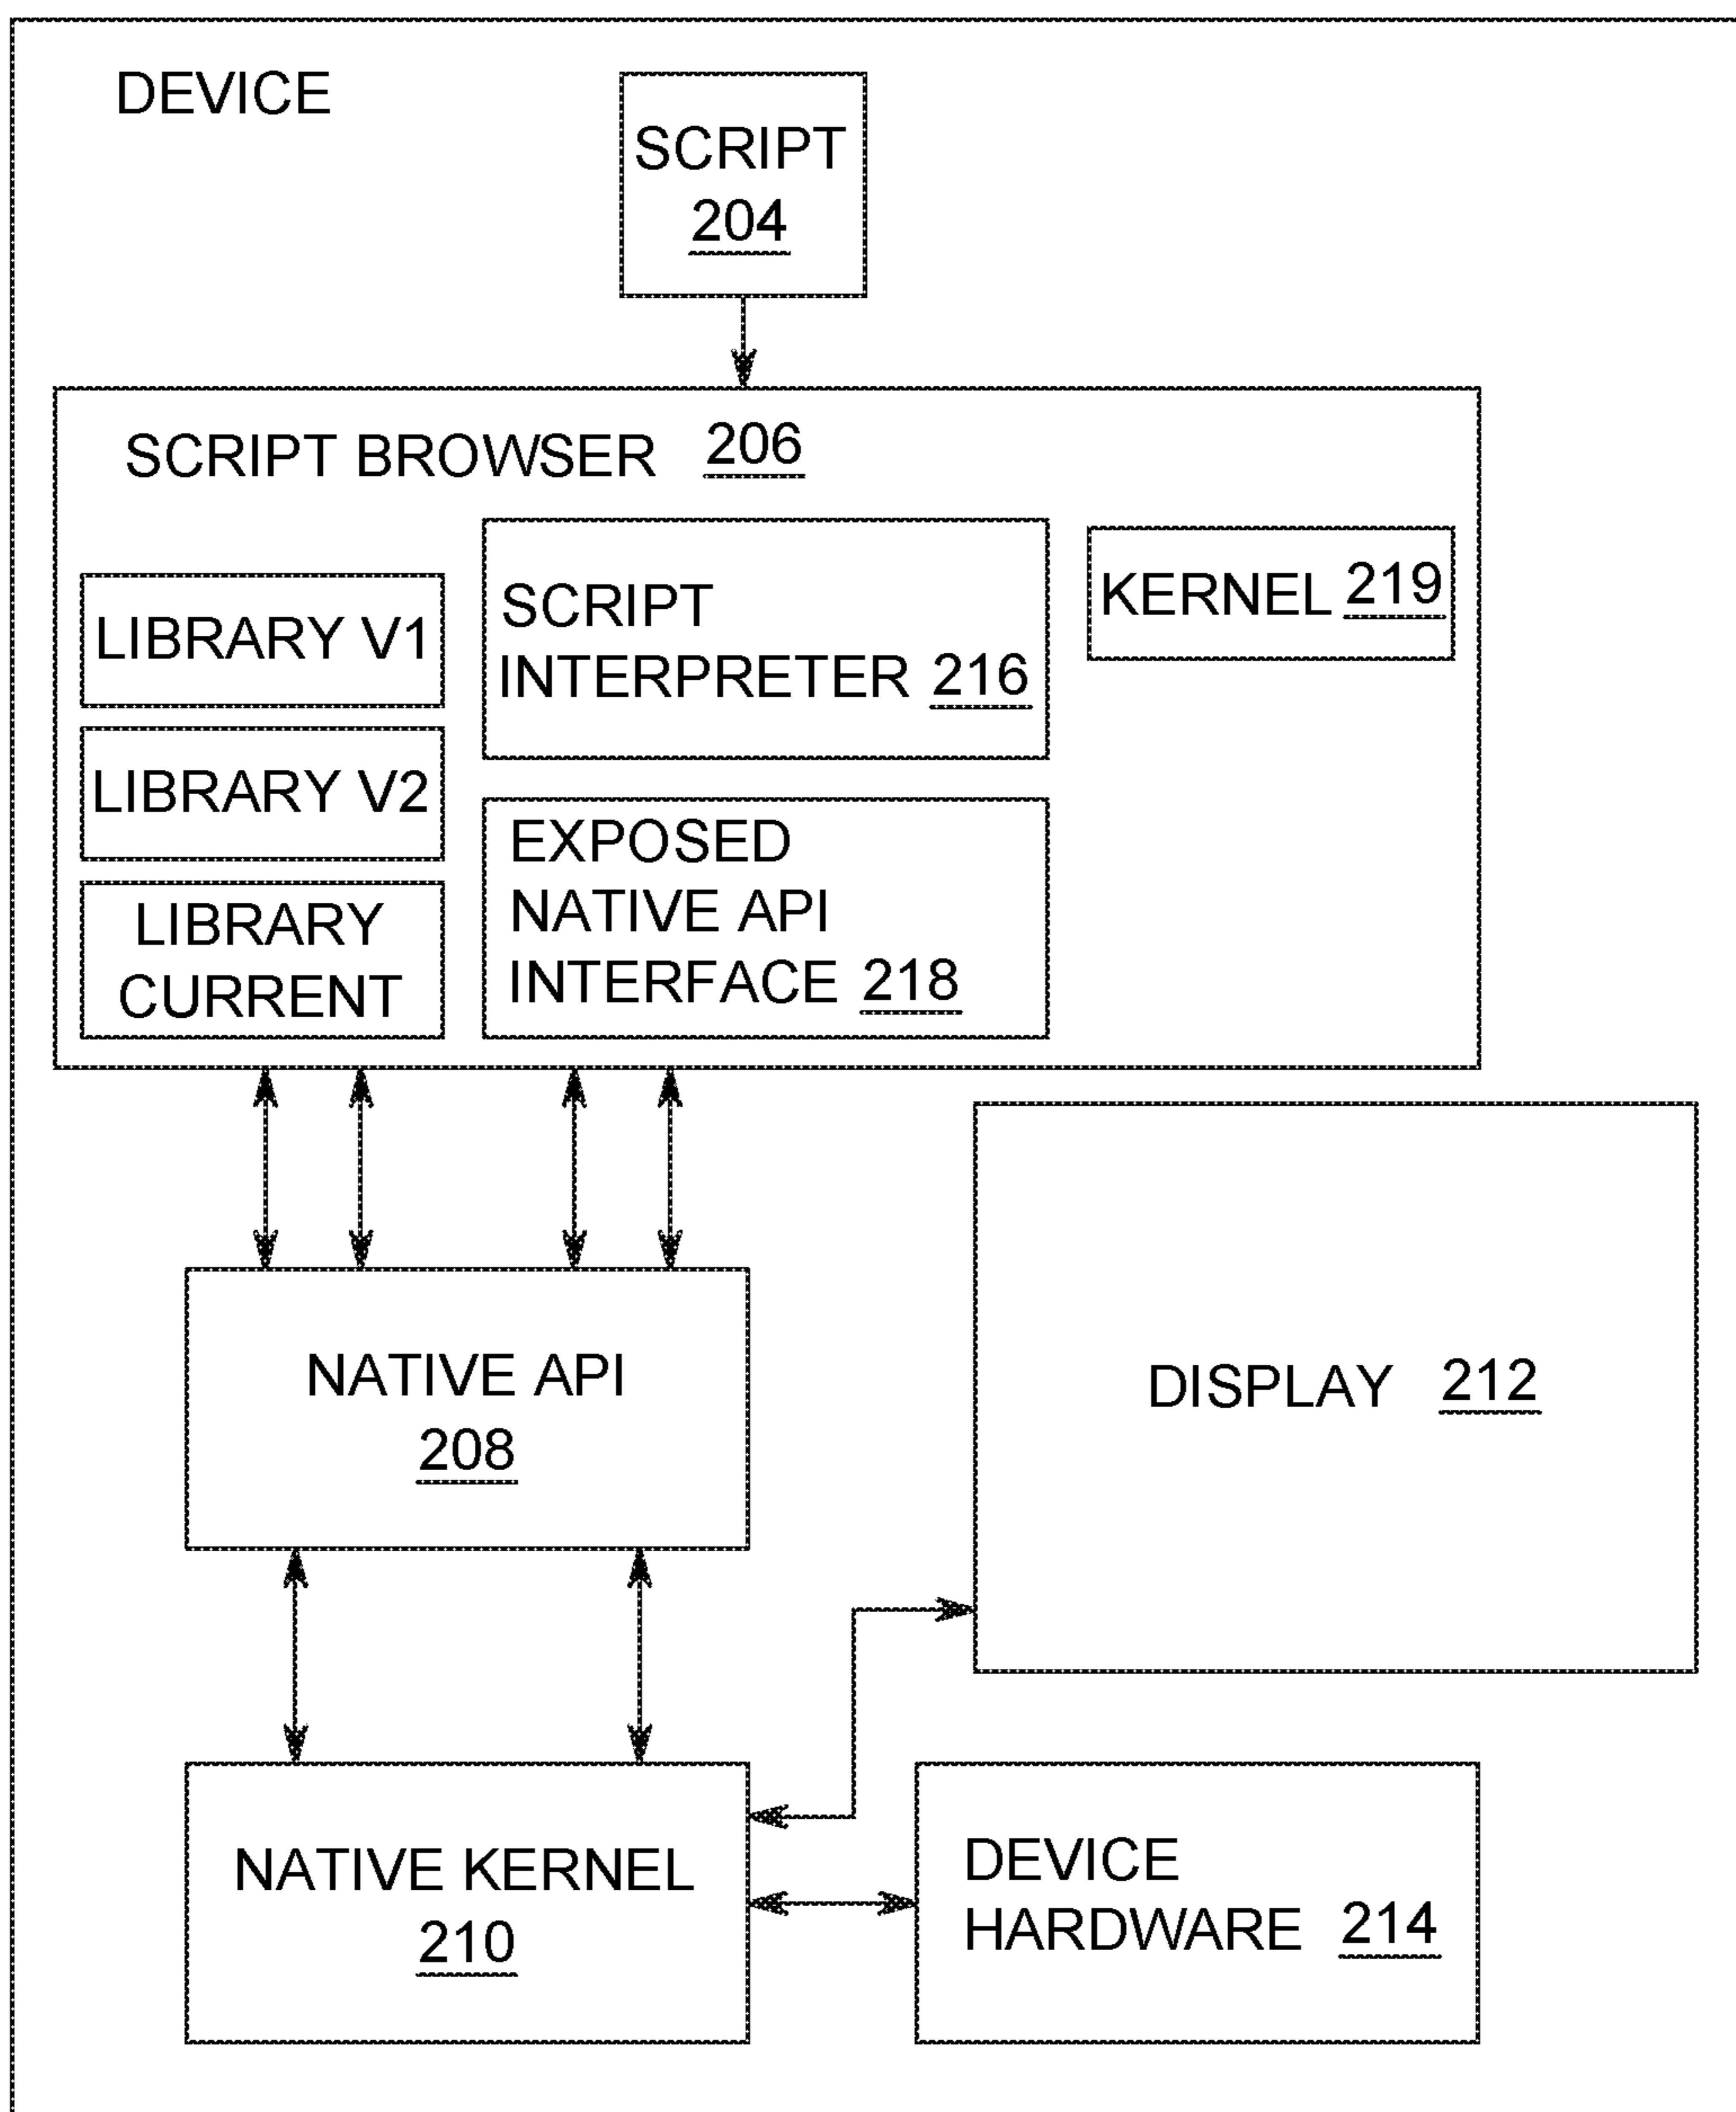 DEVICE
SCRIPT
204
SCRIPT BROWSER 206
LIBRARY V1
LIBRARY V2
LIBRARY
CURRENT
SCRIPT
INTERPRETER 216
EXPOSED
NATIVE API
INTERFACE 218
KERNEL 219
NATIVE API
208
DISPLAY 212
NATIVE KERNEL
210
DEVICE
HARDWARE 214